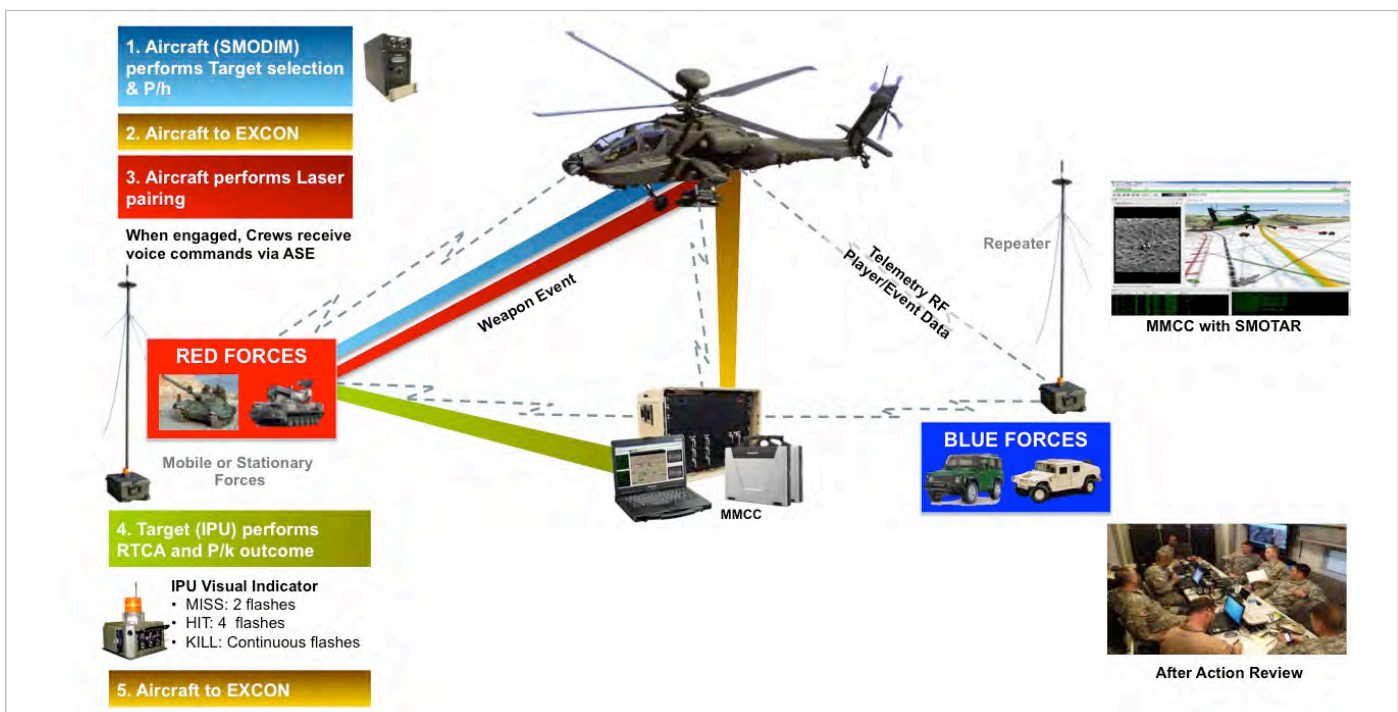 1. Aircraft (SMODIM)
performs Target selection
& P/h
2. Aircraft to EXCON
3. Aircraft performs Laser
pairing
When engaged, Crews receive
voice commands via ASE
RED FORCES
Mobile or Stationary
Forces
4. Target (IPU) performs
RTCA and P/k outcome
IPU Visual Indicator
• MISS: 2 flashes
• HIT: 4 flashes
• KILL: Continuous flashes
5. Aircraft to EXCON
Weapon Event
Telemetry RF
Player/Event Data
MMCC
Repeater
BLUE FORCES
MMCC with SMOTAR
After Action Review